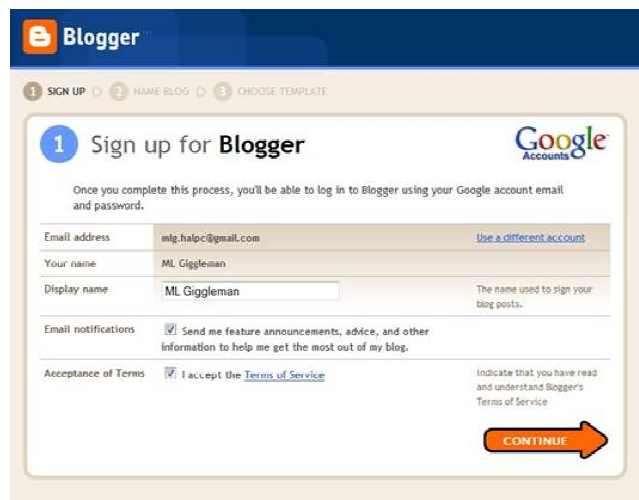 Blogger™
1 SIGN UP 2 NAME BLOG 3 CHOOSE TEMPLATE
1 Sign up for Blogger
Google
Accounts
Once you complete this process, you'll be able to log in to Blogger using your Google account email
and password.
Email address mlg.halpc@gmail.com Use a different account
Your name ML Giggleman
Display name ML Giggleman The name used to sign your
blog posts.
Email notifications Send me feature announcements, advice, and other
information to help me get the most out of my blog.
Acceptance of Terms I accept the Terms of Service Indicate that you have read
and understand Blogger's
Terms of Service
CONTINUE